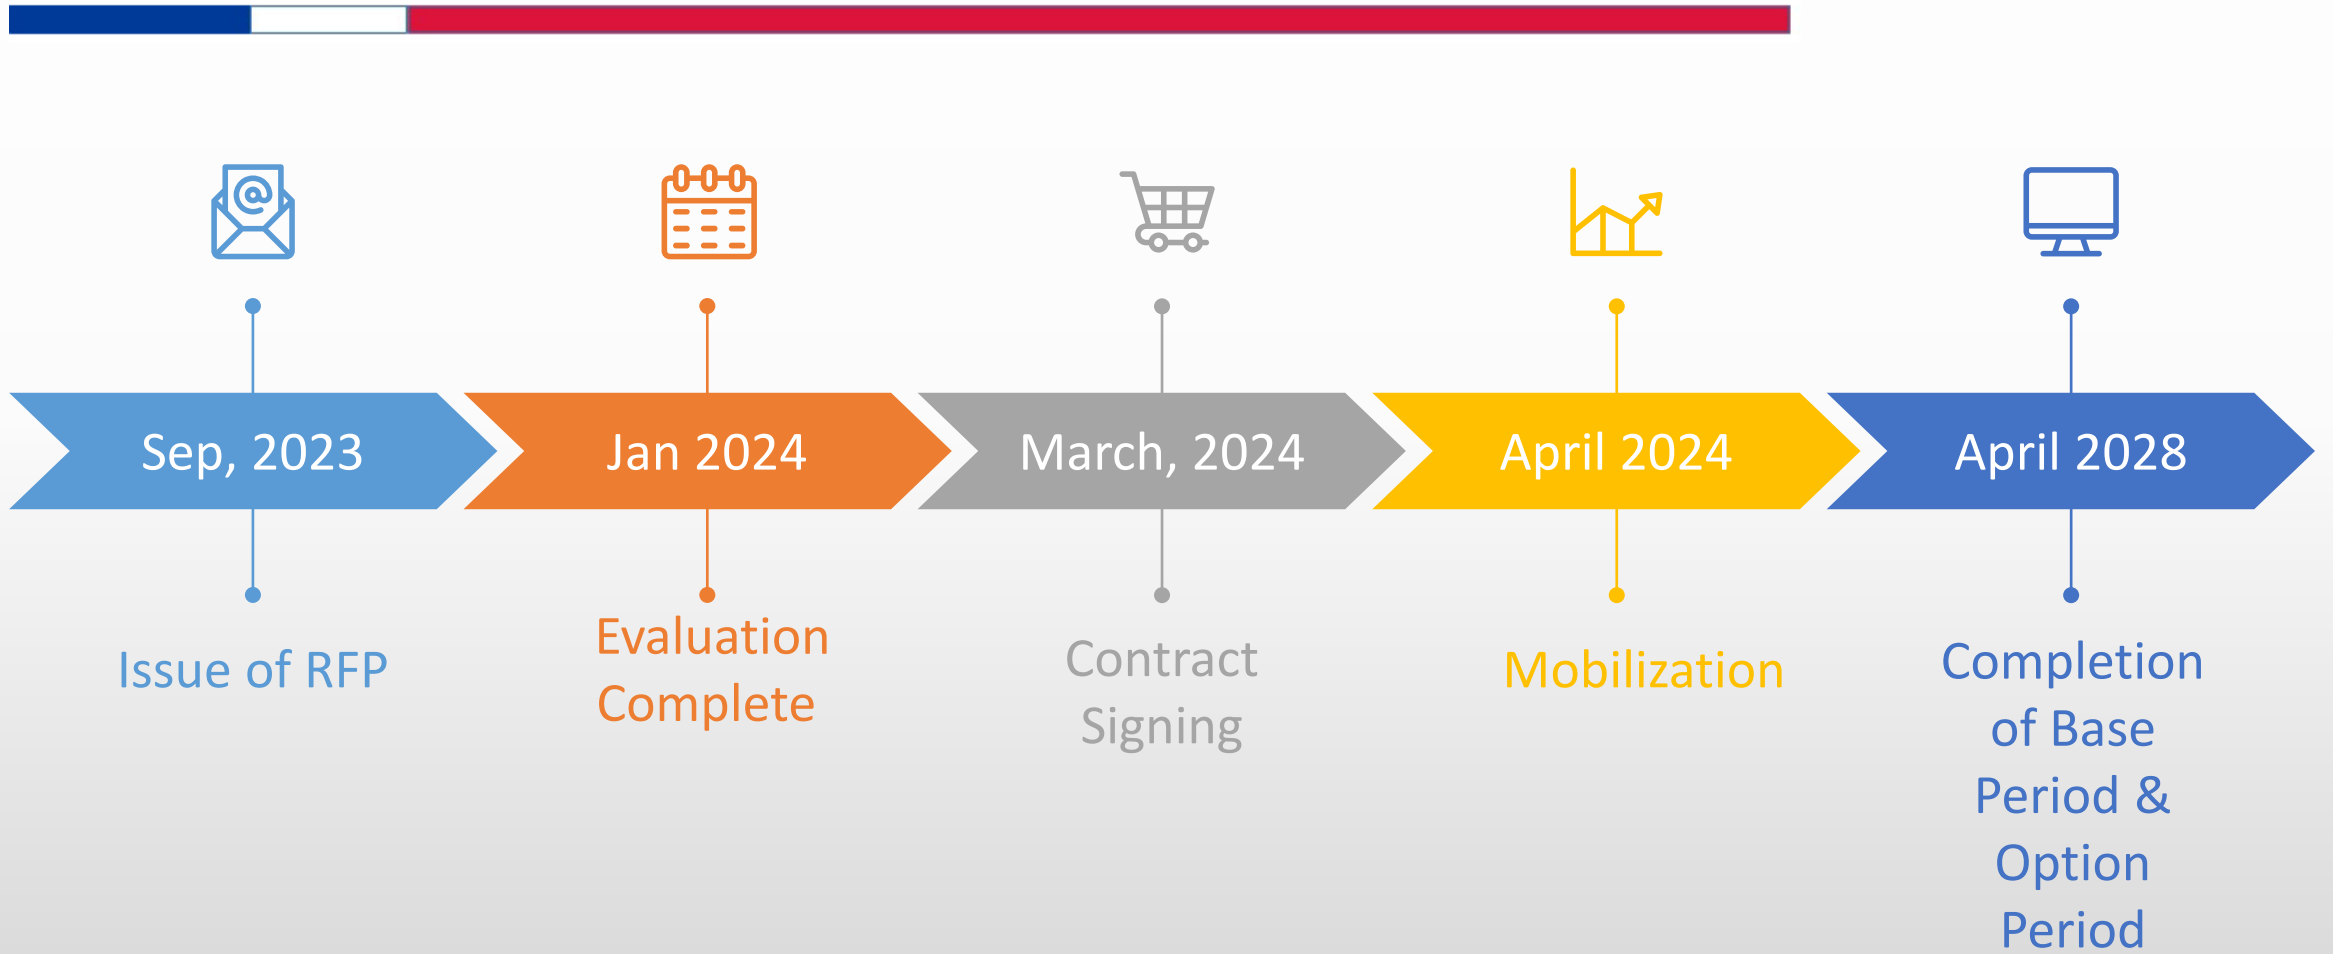 Sep, 2023
Jan 2024
March, 2024
April 2024
April 2028
Issue of RFP
Evaluation
Complete
Contract
Signing
Mobilization
Completion
of Base
Period &
Option
Period